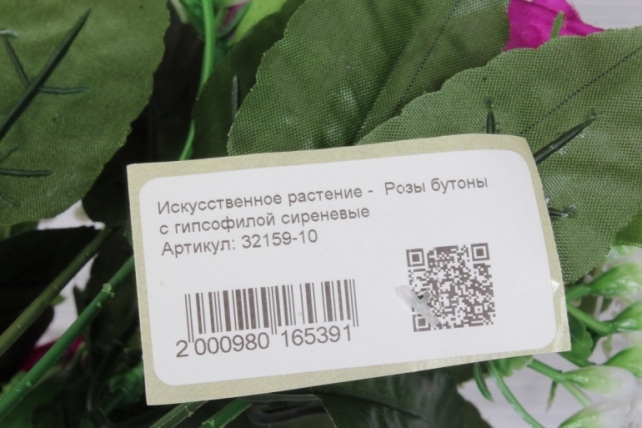 Искусственное растение - Розы бутоны
с гипсофилой сиреневые
Артикул: 32159-10
2 000980 165391